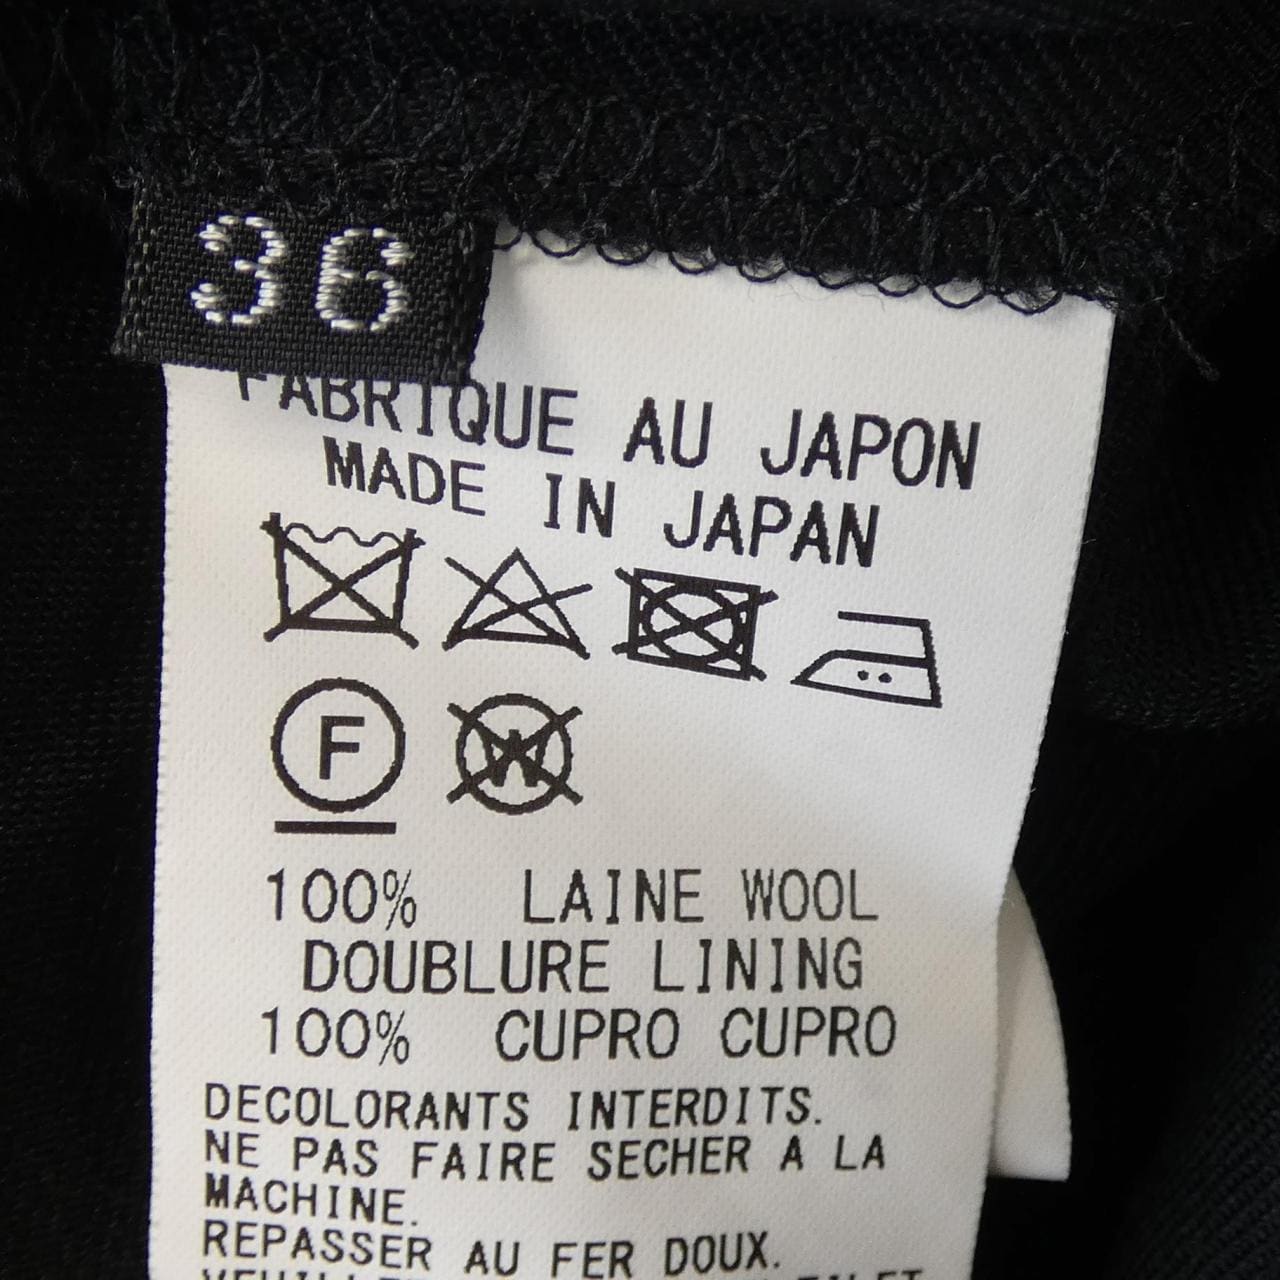 36
FABRIQUE AU JAPON
MADE IN JAPAN
F W
100% LAINE WOOL
DOUBLURE LINING
100% CUPRO CUPRO
DECOLORANTS INTERDITS.
NE PAS FAIRE SECHER A LA
MACHINE.
REPASSER AU FER DOUX.